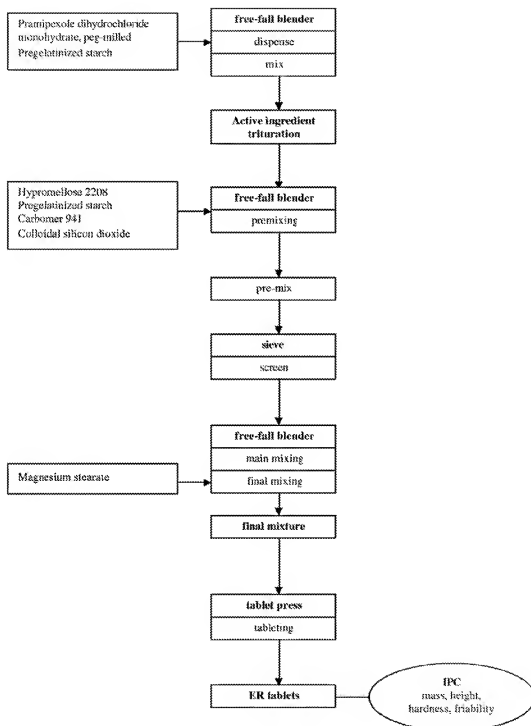 Pramipexole dihydrochloride
monohydrate, peg-milled
Pregelatinized starch
free-fall blender
dispense
mix
Active ingredient
trituration
Hypromellose 2208
Pregelatinized starch
Carbomer 941
Colloidal silicon dioxide
free-fall blender
premixing
pre-mix
sieve
screen
free-fall blender
main mixing
Magnesium stearate
final mixing
final mixture
tablet press
tableting
ER tablets
IPC
mass, height,
hardness, friability